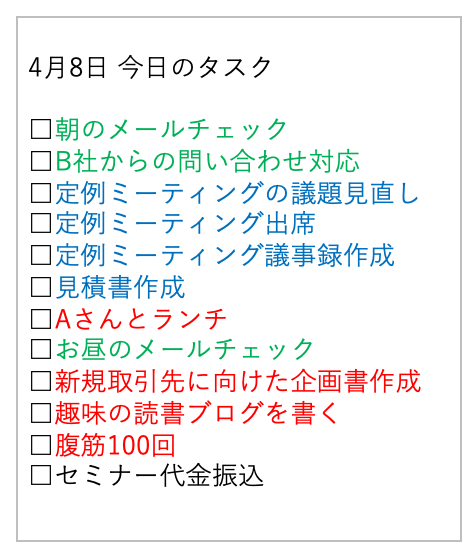 4月8日 今日のタスク
□朝のメールチェック
□B社からの問い合わせ対応
□定例ミーティングの議題見直し
□定例ミーティング出席
□定例ミーティング議事録作成
□見積書作成
□Aさんとランチ
□お昼のメールチェック
□新規取引先に向けた企画書作成
□趣味の読書ブログを書く
□腹筋100回
□セミナー代金振込